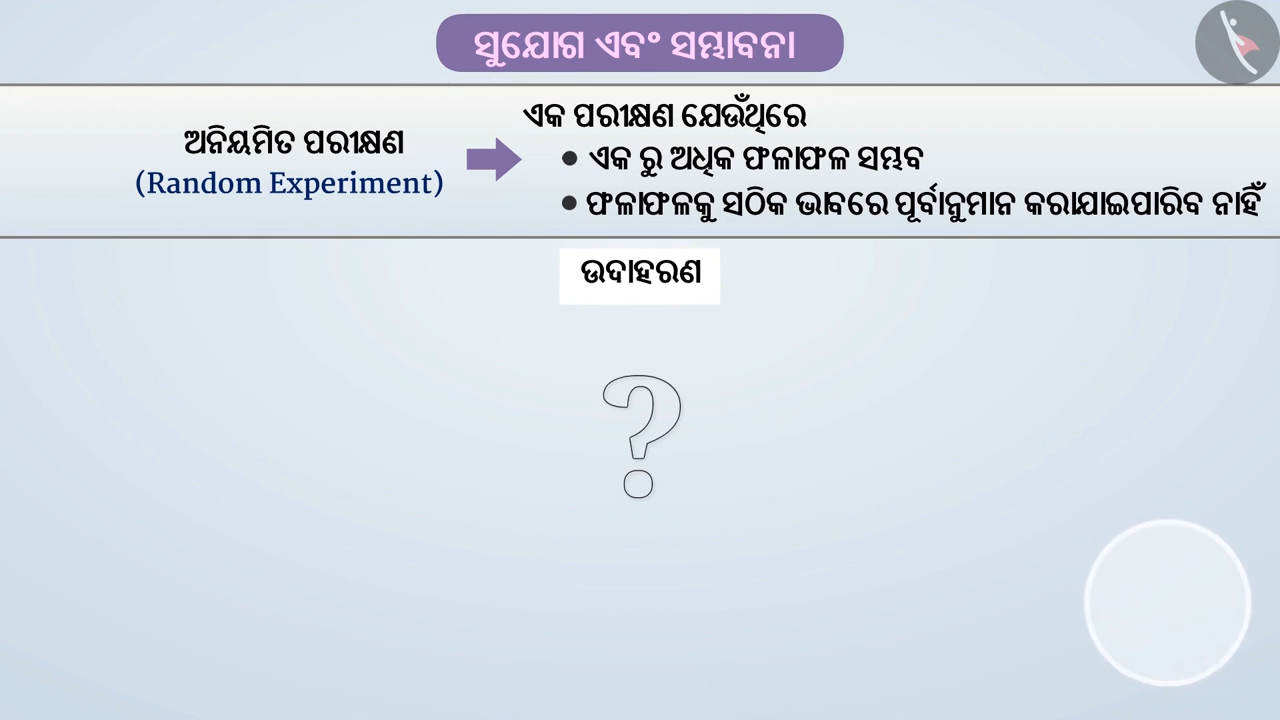 ସୁଯୋଗ ଏବଂ ସମ୍ଭାବନା
ଅନିୟମିତ ପରୀକ୍ଷଣ
(Random Experiment)
ଏକ ପରୀକ୍ଷଣ ଯେଉଁଥିରେ
• ଏକ ରୁ ଅଧିକ ଫଳାଫଳ ସମ୍ଭବ
• ଫଳାଫଳକୁ ସଠିକ ଭାବରେ ପୂର୍ବାନୁମାନ କରାଯାଇପାରିବ ନାହିଁ
ଉଦାହରଣ
?